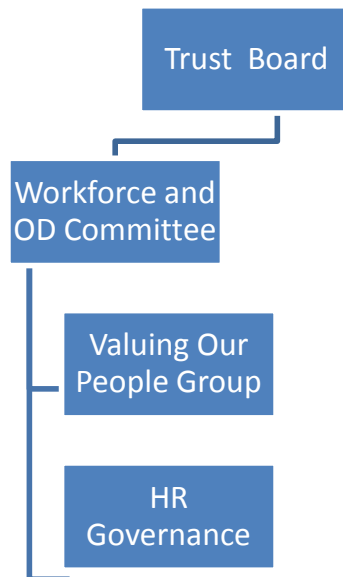 Trust Board
Workforce and
OD Committee
Valuing Our
People Group
HR
Governance